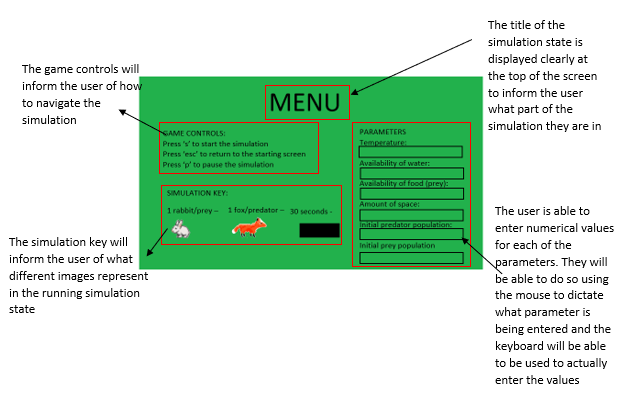 The title of the
simulation state is
displayed clearly at
the top of the screen
to inform the user
what part of the
simulation they are in
The game controls will
inform the user of how
to navigate the
simulation
MENU
GAME CONTROLS:
Press 's' to start the simulation
Press 'esc' to return to the starting screen
Press 'p' to pause the simulation
PARAMETERS
Temperature:
Availability of water:
Availability of food (prey):
Amount of space:
Initial predator population:
Initial prey population
SIMULATION KEY:
1 rabbit/prey – 1 fox/predator – 30 seconds -
The simulation key will
inform the user of what
different images represent
in the running simulation
state
The user is able to
enter numerical values
for each of the
parameters. They will
be able to do so using
the mouse to dictate
what parameter is
being entered and the
keyboard will be able
to be used to actually
enter the values